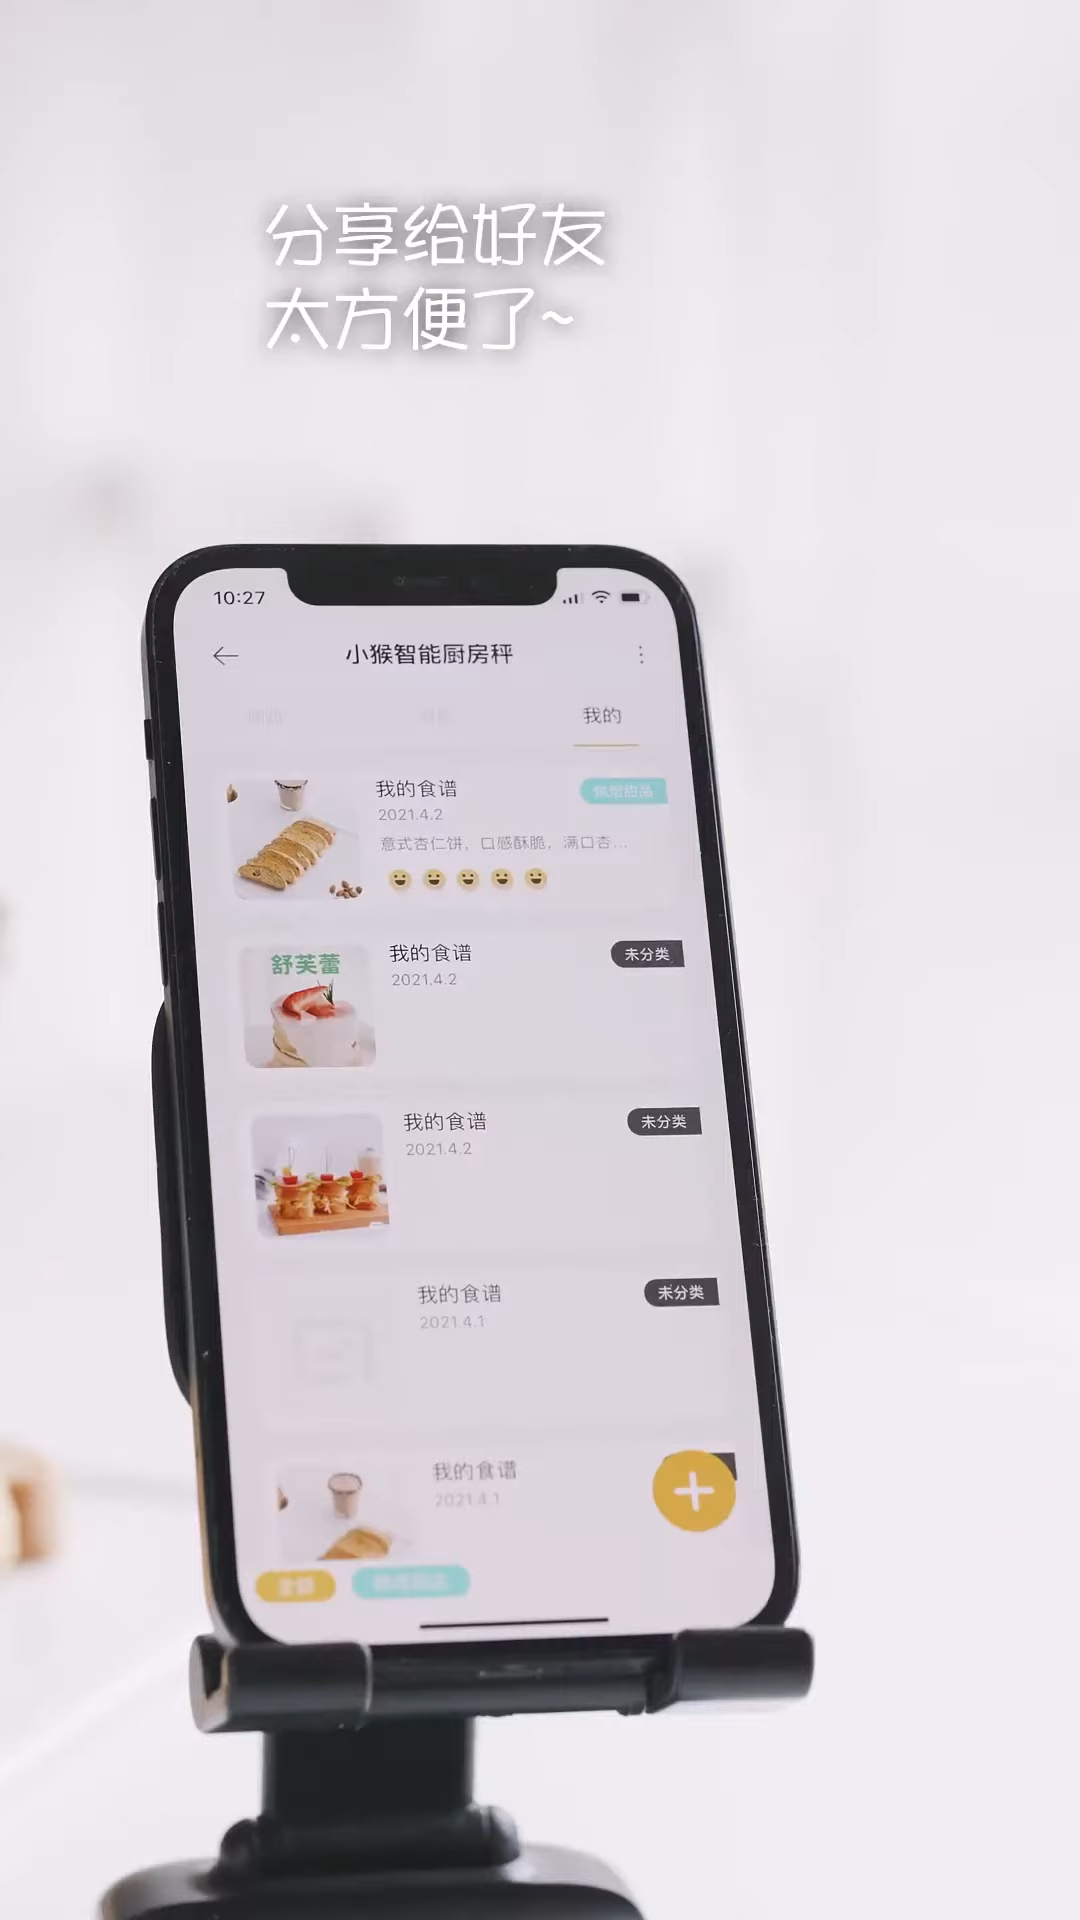 分享给好友
太方便了~
10:27
小猴智能厨房秤
我的
我的食谱
烘焙甜品
2021.4.2
意式杏仁饼，口感酥脆，满口杏...
舒芙蕾
我的食谱
未分类
2021.4.2
我的食谱
未分类
2021.4.2
我的食谱
未分类
2021.4.1
我的食谱
2021.4.1